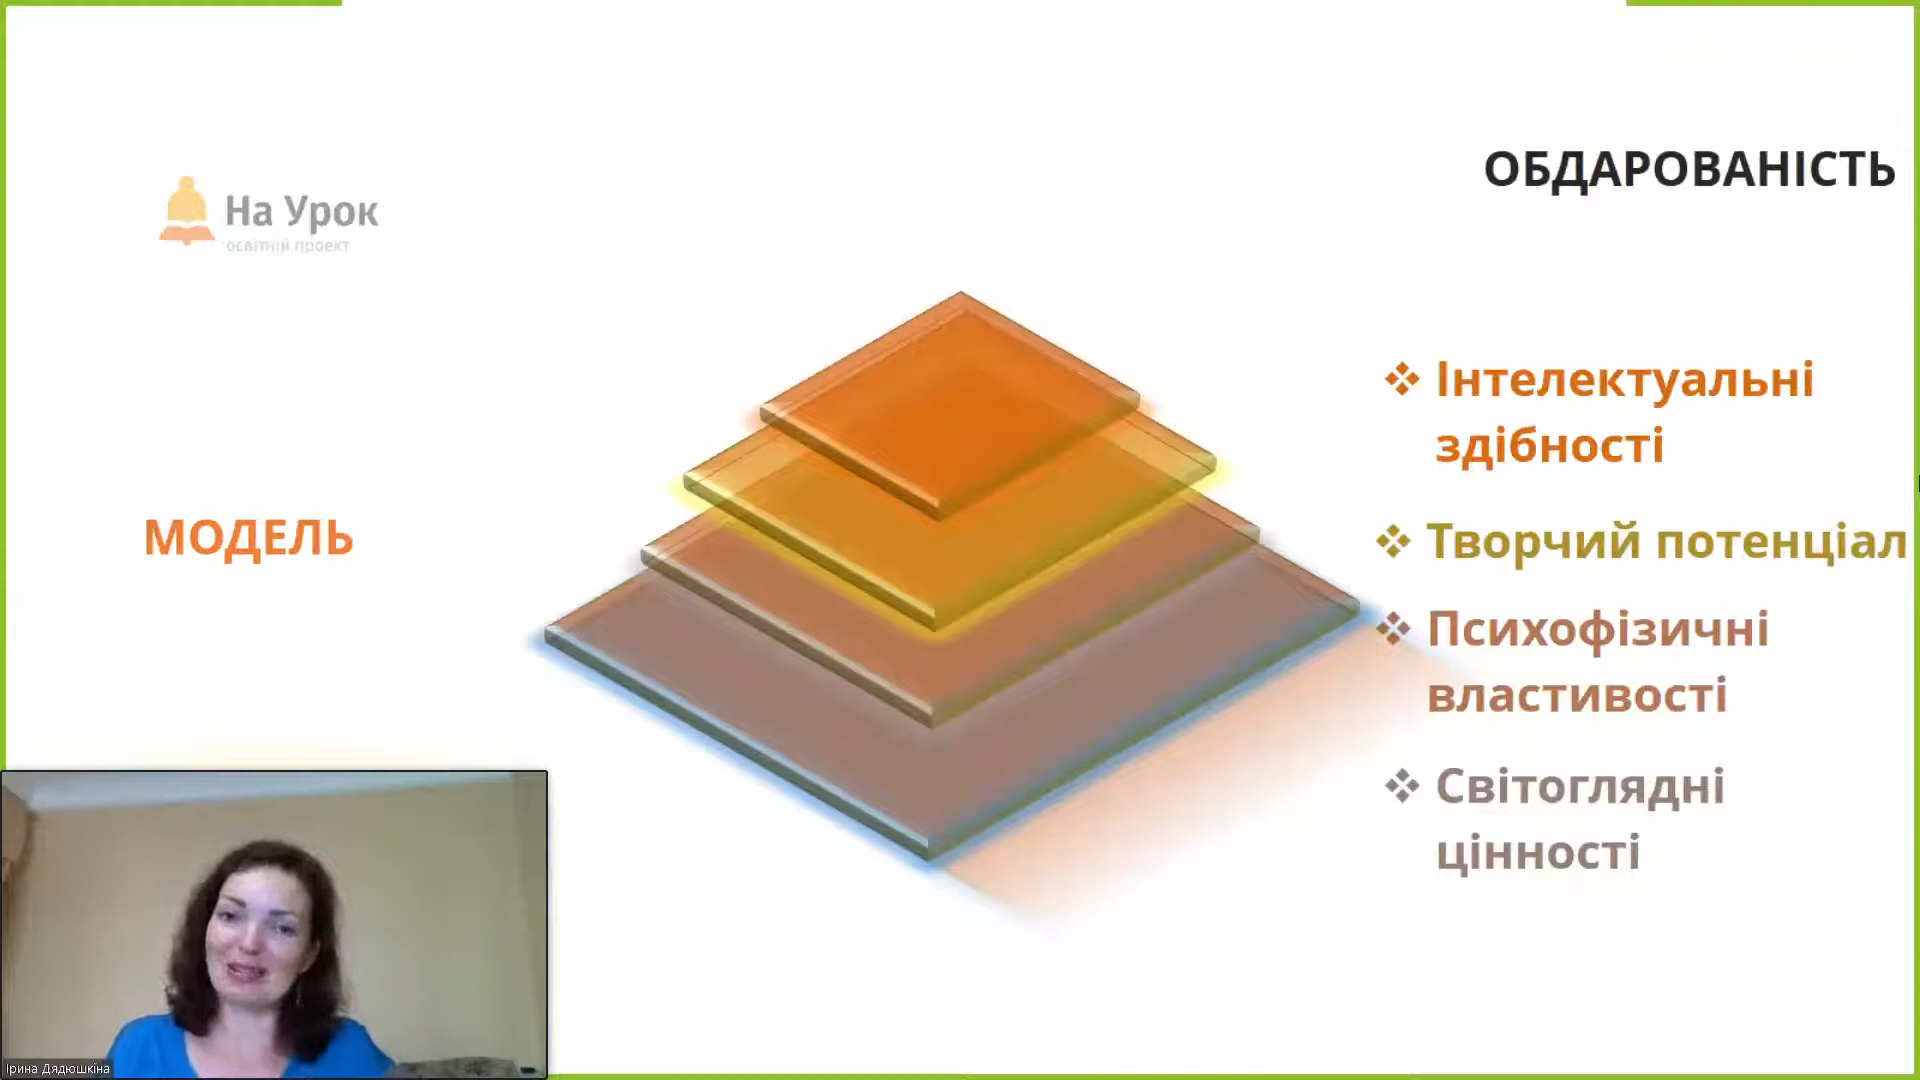 ОБДАРОВАНІСТЬ
На Урок
освітній проект
Інтелектуальні
здібності
МОДЕЛЬ
Творчий потенціал
Психофізичні
властивості
Світоглядні
цінності
Ірина Дядюшкіна